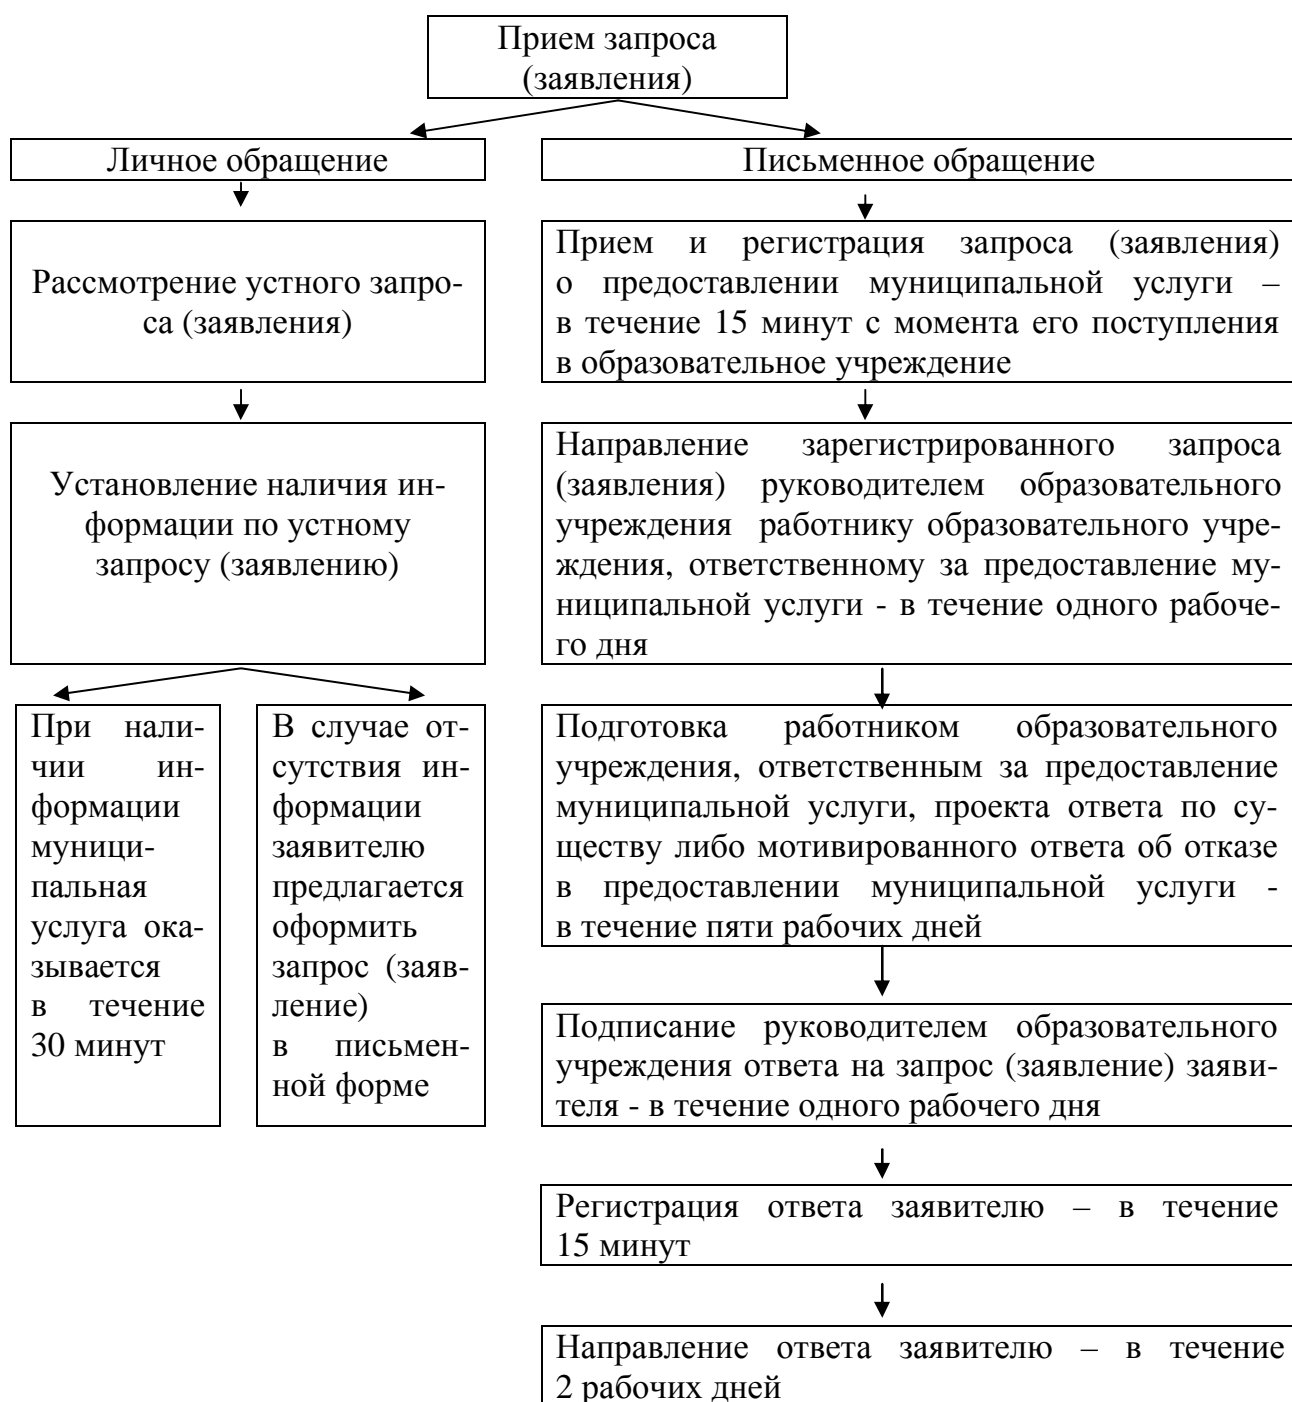 Прием запроса
(заявления)
Личное обращение
Письменное обращение
Рассмотрение устного запро-
са (заявления)
Прием и регистрация запроса (заявления)
о предоставлении муниципальной услуги –
в течение 15 минут с момента его поступления
в образовательное учреждение
Установление наличия ин-
формации по устному
запросу (заявлению)
Направление зарегистрированного запроса
(заявления) руководителем образовательного
учреждения работнику образовательного учре-
ждения, ответственному за предоставление му-
ниципальной услуги - в течение одного рабоче-
го дня
При нали-
чии ин-
формации
муници-
пальная
услуга ока-
зывается
в течение
30 минут
В случае от-
сутствия ин-
формации
заявителю
предлагается
оформить
запрос (заяв-
ление)
в письмен-
ной форме
Подготовка работником образовательного
учреждения, ответственным за предоставление
муниципальной услуги, проекта ответа по су-
ществу либо мотивированного ответа об отказе
в предоставлении муниципальной услуги -
в течение пяти рабочих дней
Подписание руководителем образовательного
учреждения ответа на запрос (заявление) заяви-
теля - в течение одного рабочего дня
Регистрация ответа заявителю – в течение
15 минут
Направление ответа заявителю – в течение
2 рабочих дней